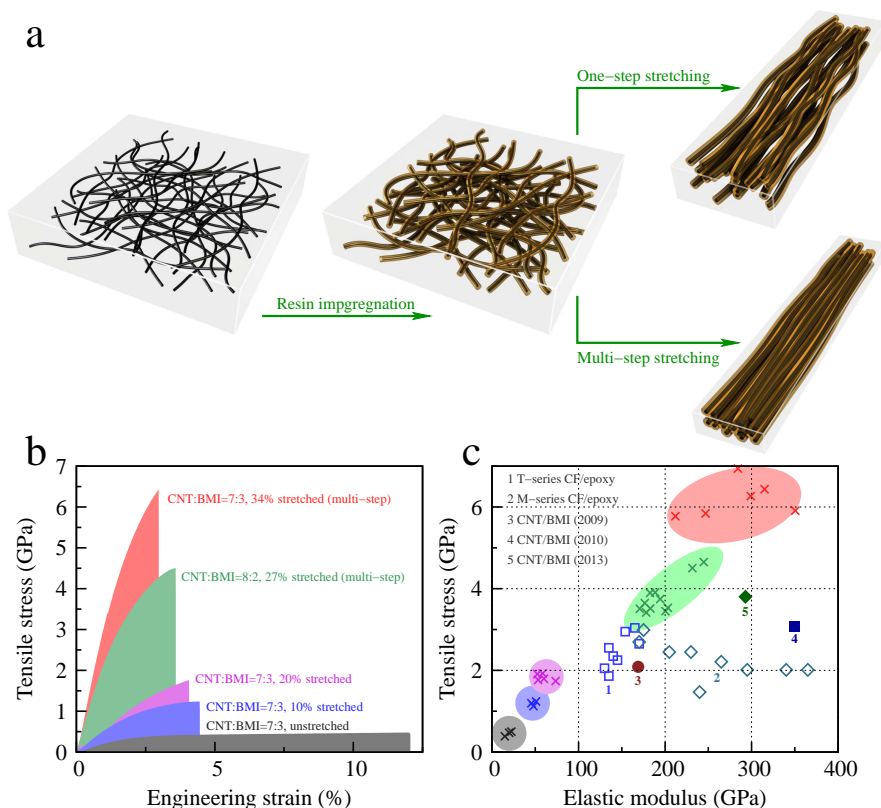 a
One-step stretching
Resin impgregnation
Multi-step stretching
b
Tensile stress (GPa)
7
6
5
4
3
2
1
0
CNT:BMI=7:3, 34% stretched (multi-step)
CNT:BMI=8:2, 27% stretched (multi-step)
CNT:BMI=7:3, 20% stretched
CNT:BMI=7:3, 10% stretched
CNT:BMI=7:3, unstretched
0 5 10
Engineering strain (%)
c
Tensile stress (GPa)
6
4
2
0
1 T-series CF/epoxy
2 M-series CF/epoxy
3 CNT/BMI (2009)
4 CNT/BMI (2010)
5 CNT/BMI (2013)
5
4
3
2
1
0 100 200 300 400
Elastic modulus (GPa)